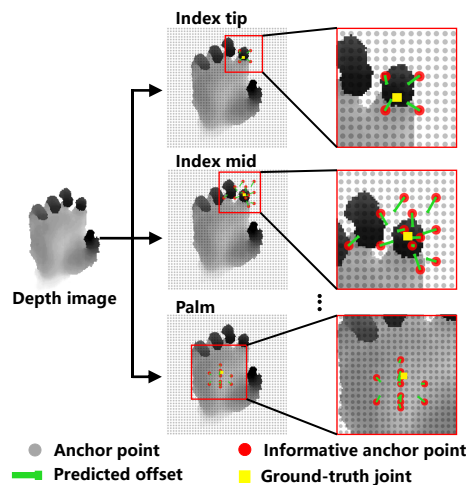 Index tip
Index mid
Depth image
Palm
Anchor point
Informative anchor point
Predicted offset
Ground-truth joint